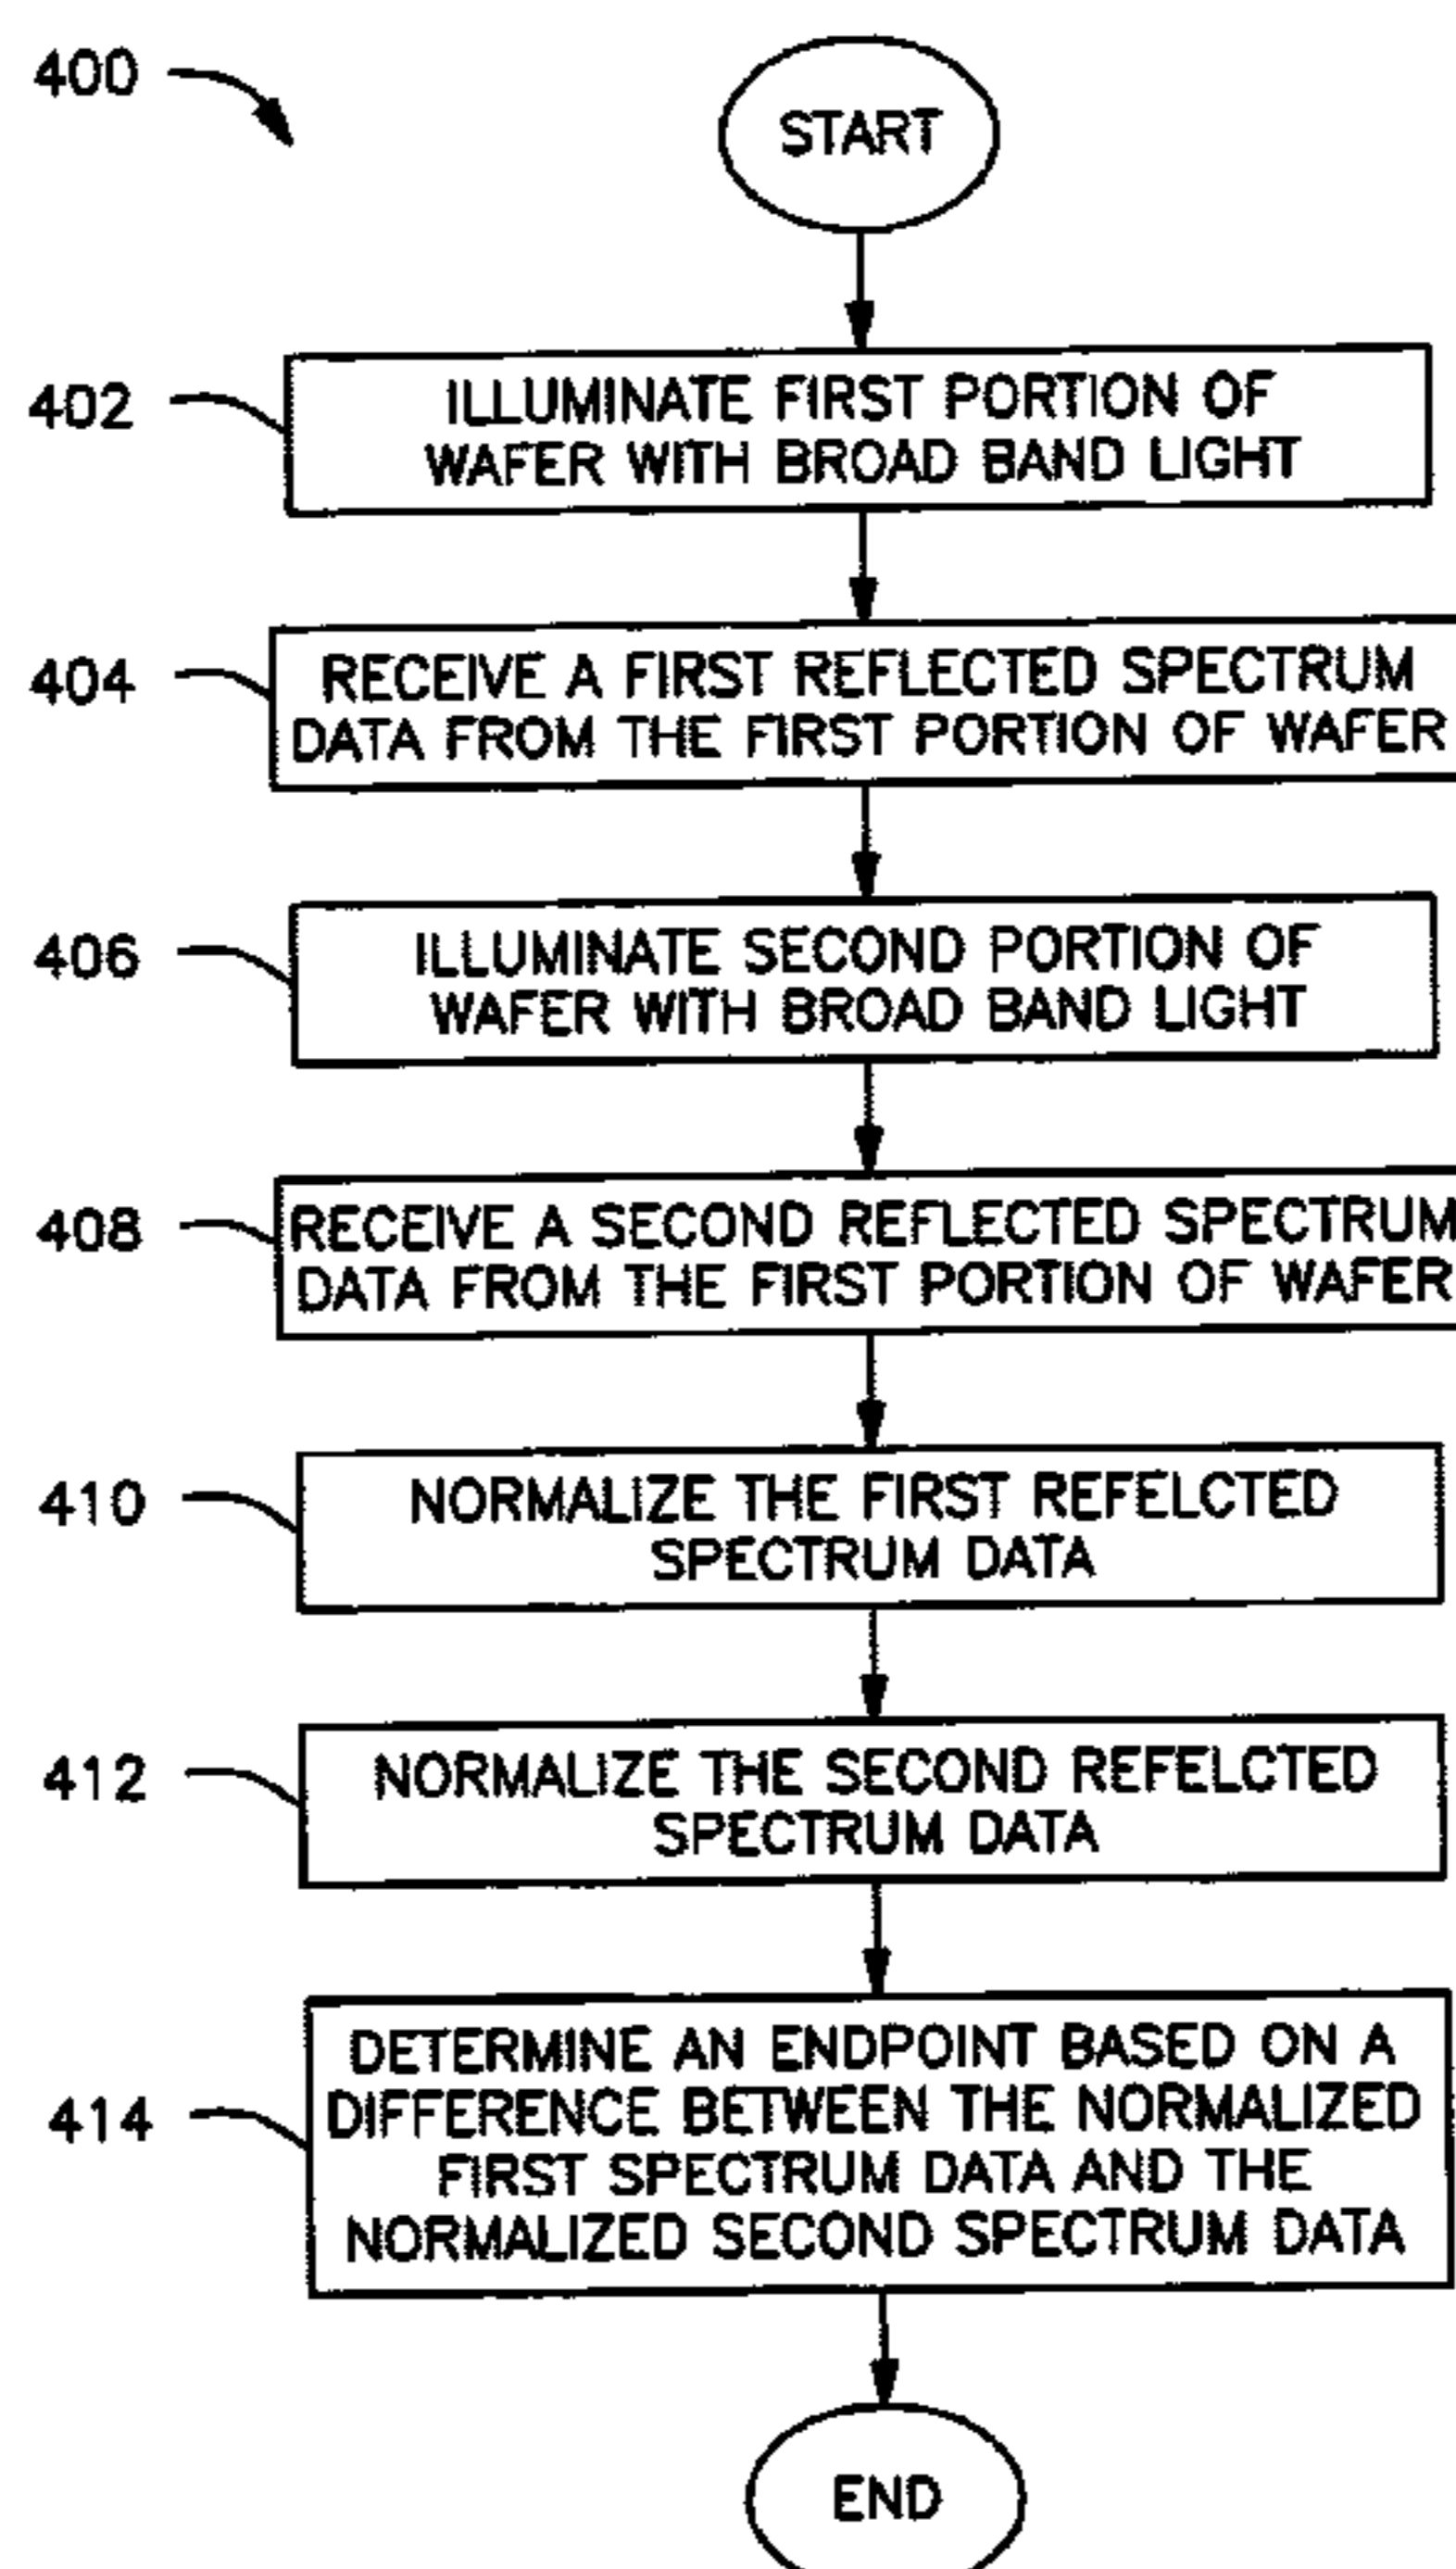 400
START
402
ILLUMINATE FIRST PORTION OF
WAFER WITH BROAD BAND LIGHT
404
RECEIVE A FIRST REFLECTED SPECTRUM
DATA FROM THE FIRST PORTION OF WAFER
406
ILLUMINATE SECOND PORTION OF
WAFER WITH BROAD BAND LIGHT
408
RECEIVE A SECOND REFLECTED SPECTRUM
DATA FROM THE FIRST PORTION OF WAFER
410
NORMALIZE THE FIRST REFELCTED
SPECTRUM DATA
412
NORMALIZE THE SECOND REFELCTED
SPECTRUM DATA
414
DETERMINE AN ENDPOINT BASED ON A
DIFFERENCE BETWEEN THE NORMALIZED
FIRST SPECTRUM DATA AND THE
NORMALIZED SECOND SPECTRUM DATA
END